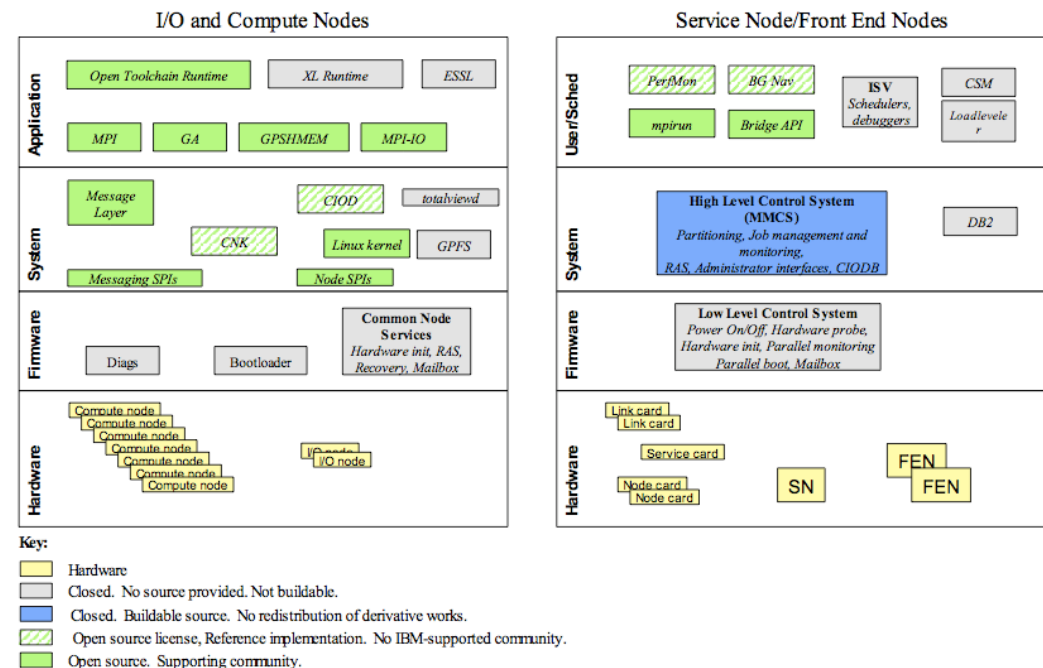 I/O and Compute Nodes
Application
Open Toolchain Runtime
XL Runtime
ESSL
MPI
GA
GPSHMEM
MPI-IO
System
Message
Layer
CIOD
totalviewd
CNK
Linux kernel
GPFS
Messaging SPIs
Node SPIs
Firmware
Common Node
Services
Hardware init, RAS,
Recovery, Mailbox
Diags
Bootloader
Hardware
Compute node
Compute node
Compute node
Compute node
Compute node
Compute node
Compute node
I/O node
I/O node
Service Node/Front End Nodes
User/Sched
PerfMon
BG Nav
ISV
Schedulers,
debuggers
CSM
mpirun
Bridge API
Loadlevele
r
System
High Level Control System
(MMCS)
Partitioning, Job management and
monitoring,
RAS, Administrator interfaces, CIODB
DB2
Firmware
Low Level Control System
Power On/Off, Hardware probe,
Hardware init, Parallel monitoring
Parallel boot, Mailbox
Hardware
Link card
Link card
Service card
Node card
Node card
SN
FEN
FEN
Key:
Hardware
Closed. No source provided. Not buildable.
Closed. Buildable source. No redistribution of derivative works.
Open source license, Reference implementation. No IBM-supported community.
Open source. Supporting community.